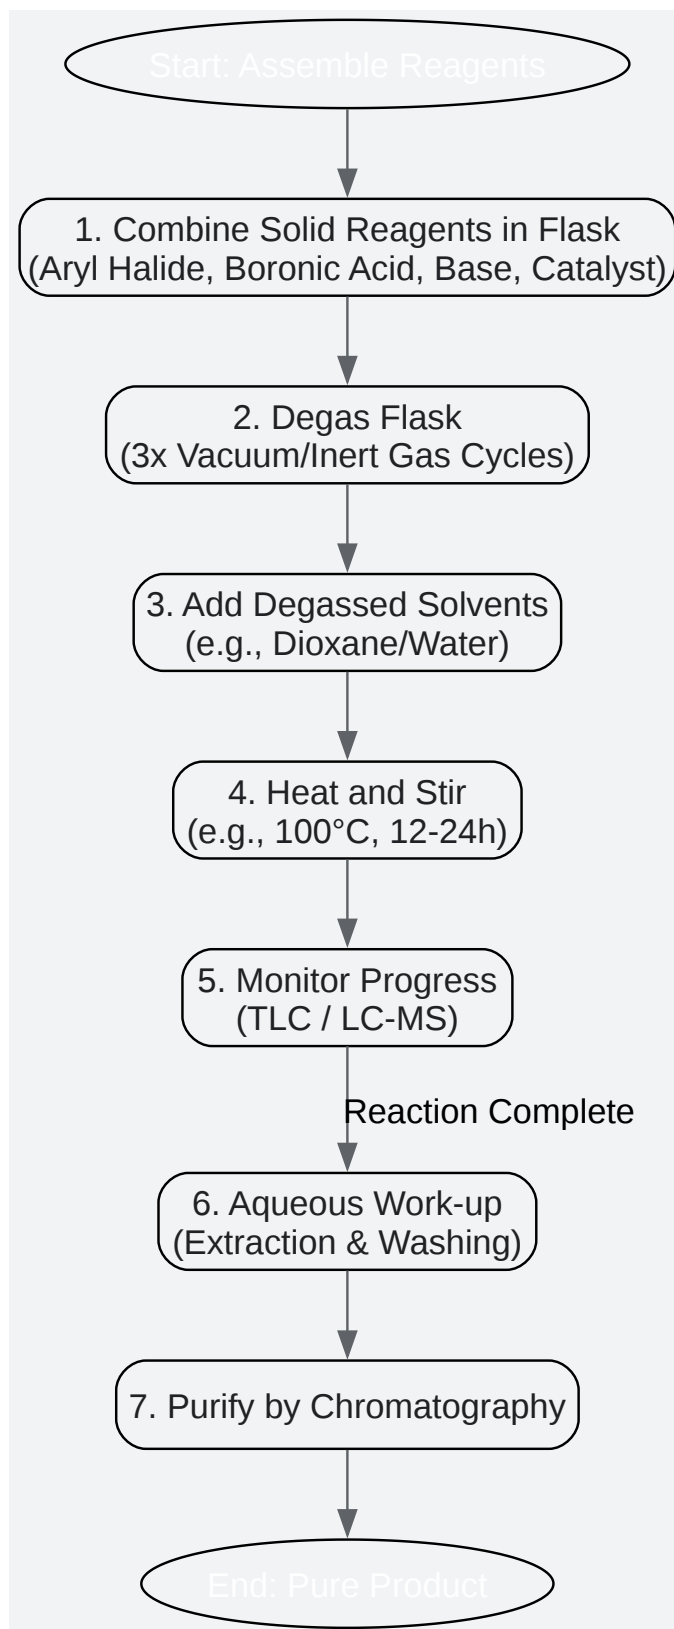 Start: Assemble Reagents
1. Combine Solid Reagents in Flask
(Aryl Halide, Boronic Acid, Base, Catalyst)
2. Degas Flask
(3x Vacuum/Inert Gas Cycles)
3. Add Degassed Solvents
(e.g., Dioxane/Water)
4. Heat and Stir
(e.g., 100°C, 12-24h)
5. Monitor Progress
(TLC / LC-MS)
Reaction Complete
6. Aqueous Work-up
(Extraction & Washing)
7. Purify by Chromatography
End: Pure Product